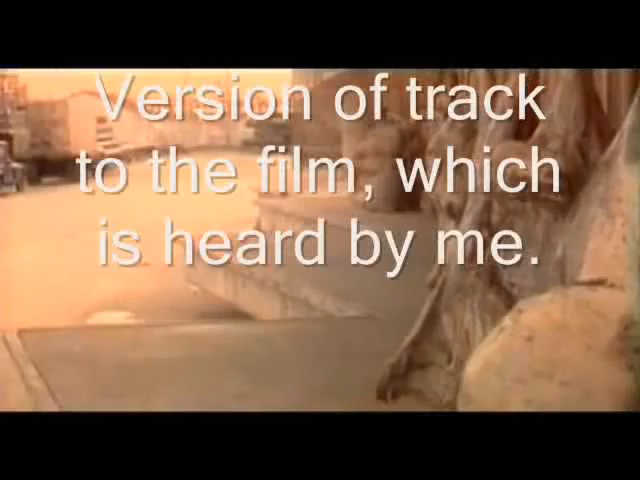 Version of track
to the film, which
is heard by me.